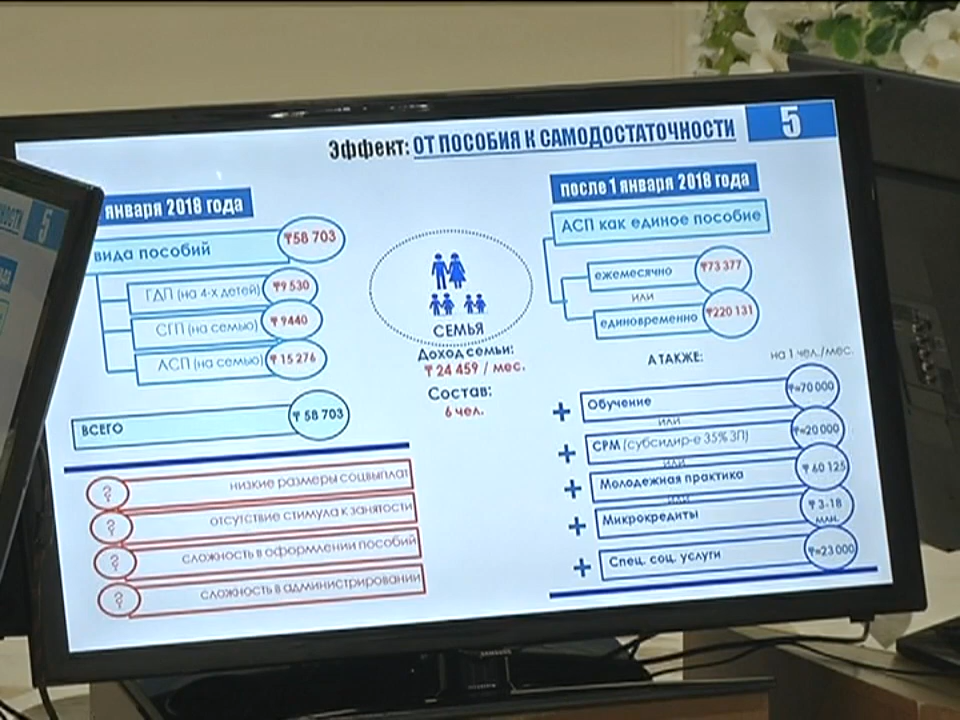 Эффект: ОТ ПОСОБИЯ К САМОДОСТАТОЧНОСТИ
5
января 2018 года
вида пособий
₸58 703
ГДП (на 4-х детей)
₸9 530
СГП (на семью)
₸9440
АСП (на семью)
₸15 276
ВСЕГО
₸ 58 703
низкие размеры соцвыплат
отсутствие стимула к занятости
сложность в оформлении пособий
сложность в администрировании
СЕМЬЯ
Доход семьи:
₸ 24 459 / мес.
Состав:
6 чел.
после 1 января 2018 года
АСП как единое пособие
ежемесячно
₸73 377
или
единовременно
₸220 131
А ТАКЖЕ:
на 1 чел./мес.
+ Обучение
₸≈70 000
или
+ СРМ (субсидир-е 35% ЗП)
₸≈20 000
или
+ Молодежная практика
₸ 60 125
или
+ Микрокредиты
₸ 3-18 млн.
+ Спец. соц. услуги
₸≈23 000
5